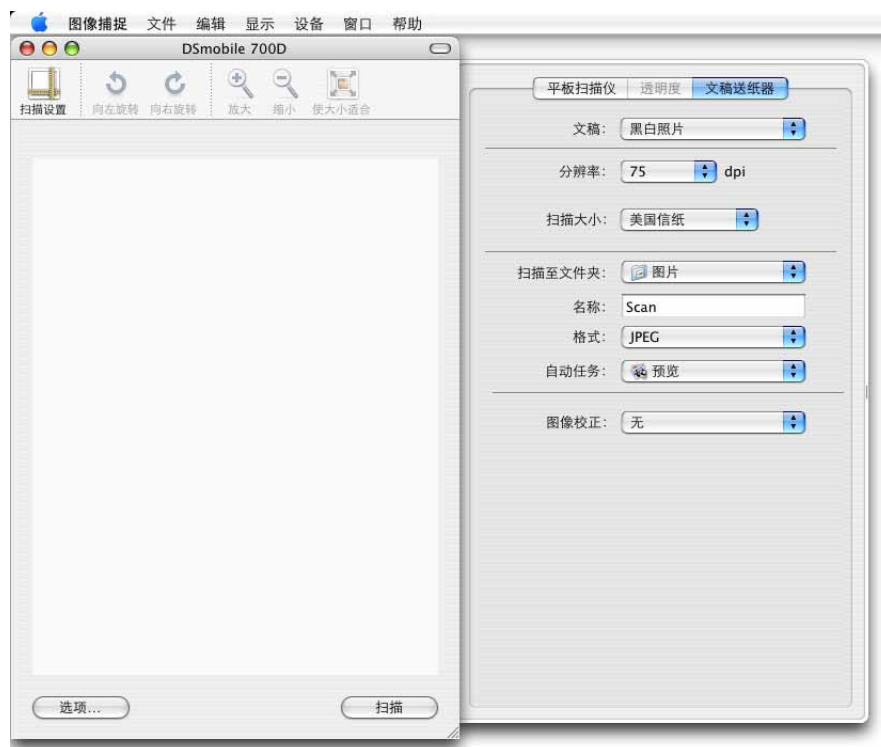 图像捕捉 文件 编辑 显示 设备 窗口 帮助
DSmobile 700D
扫描设置 向左旋转 向右旋转 放大 缩小 使大小适合
平板扫描仪 透明度 文稿送纸器
文稿: 黑白照片
分辨率: 75 dpi
扫描大小: 美国信纸
扫描至文件夹: 图片
名称: Scan
格式: JPEG
自动任务: 预览
图像校正: 无
选项... 扫描